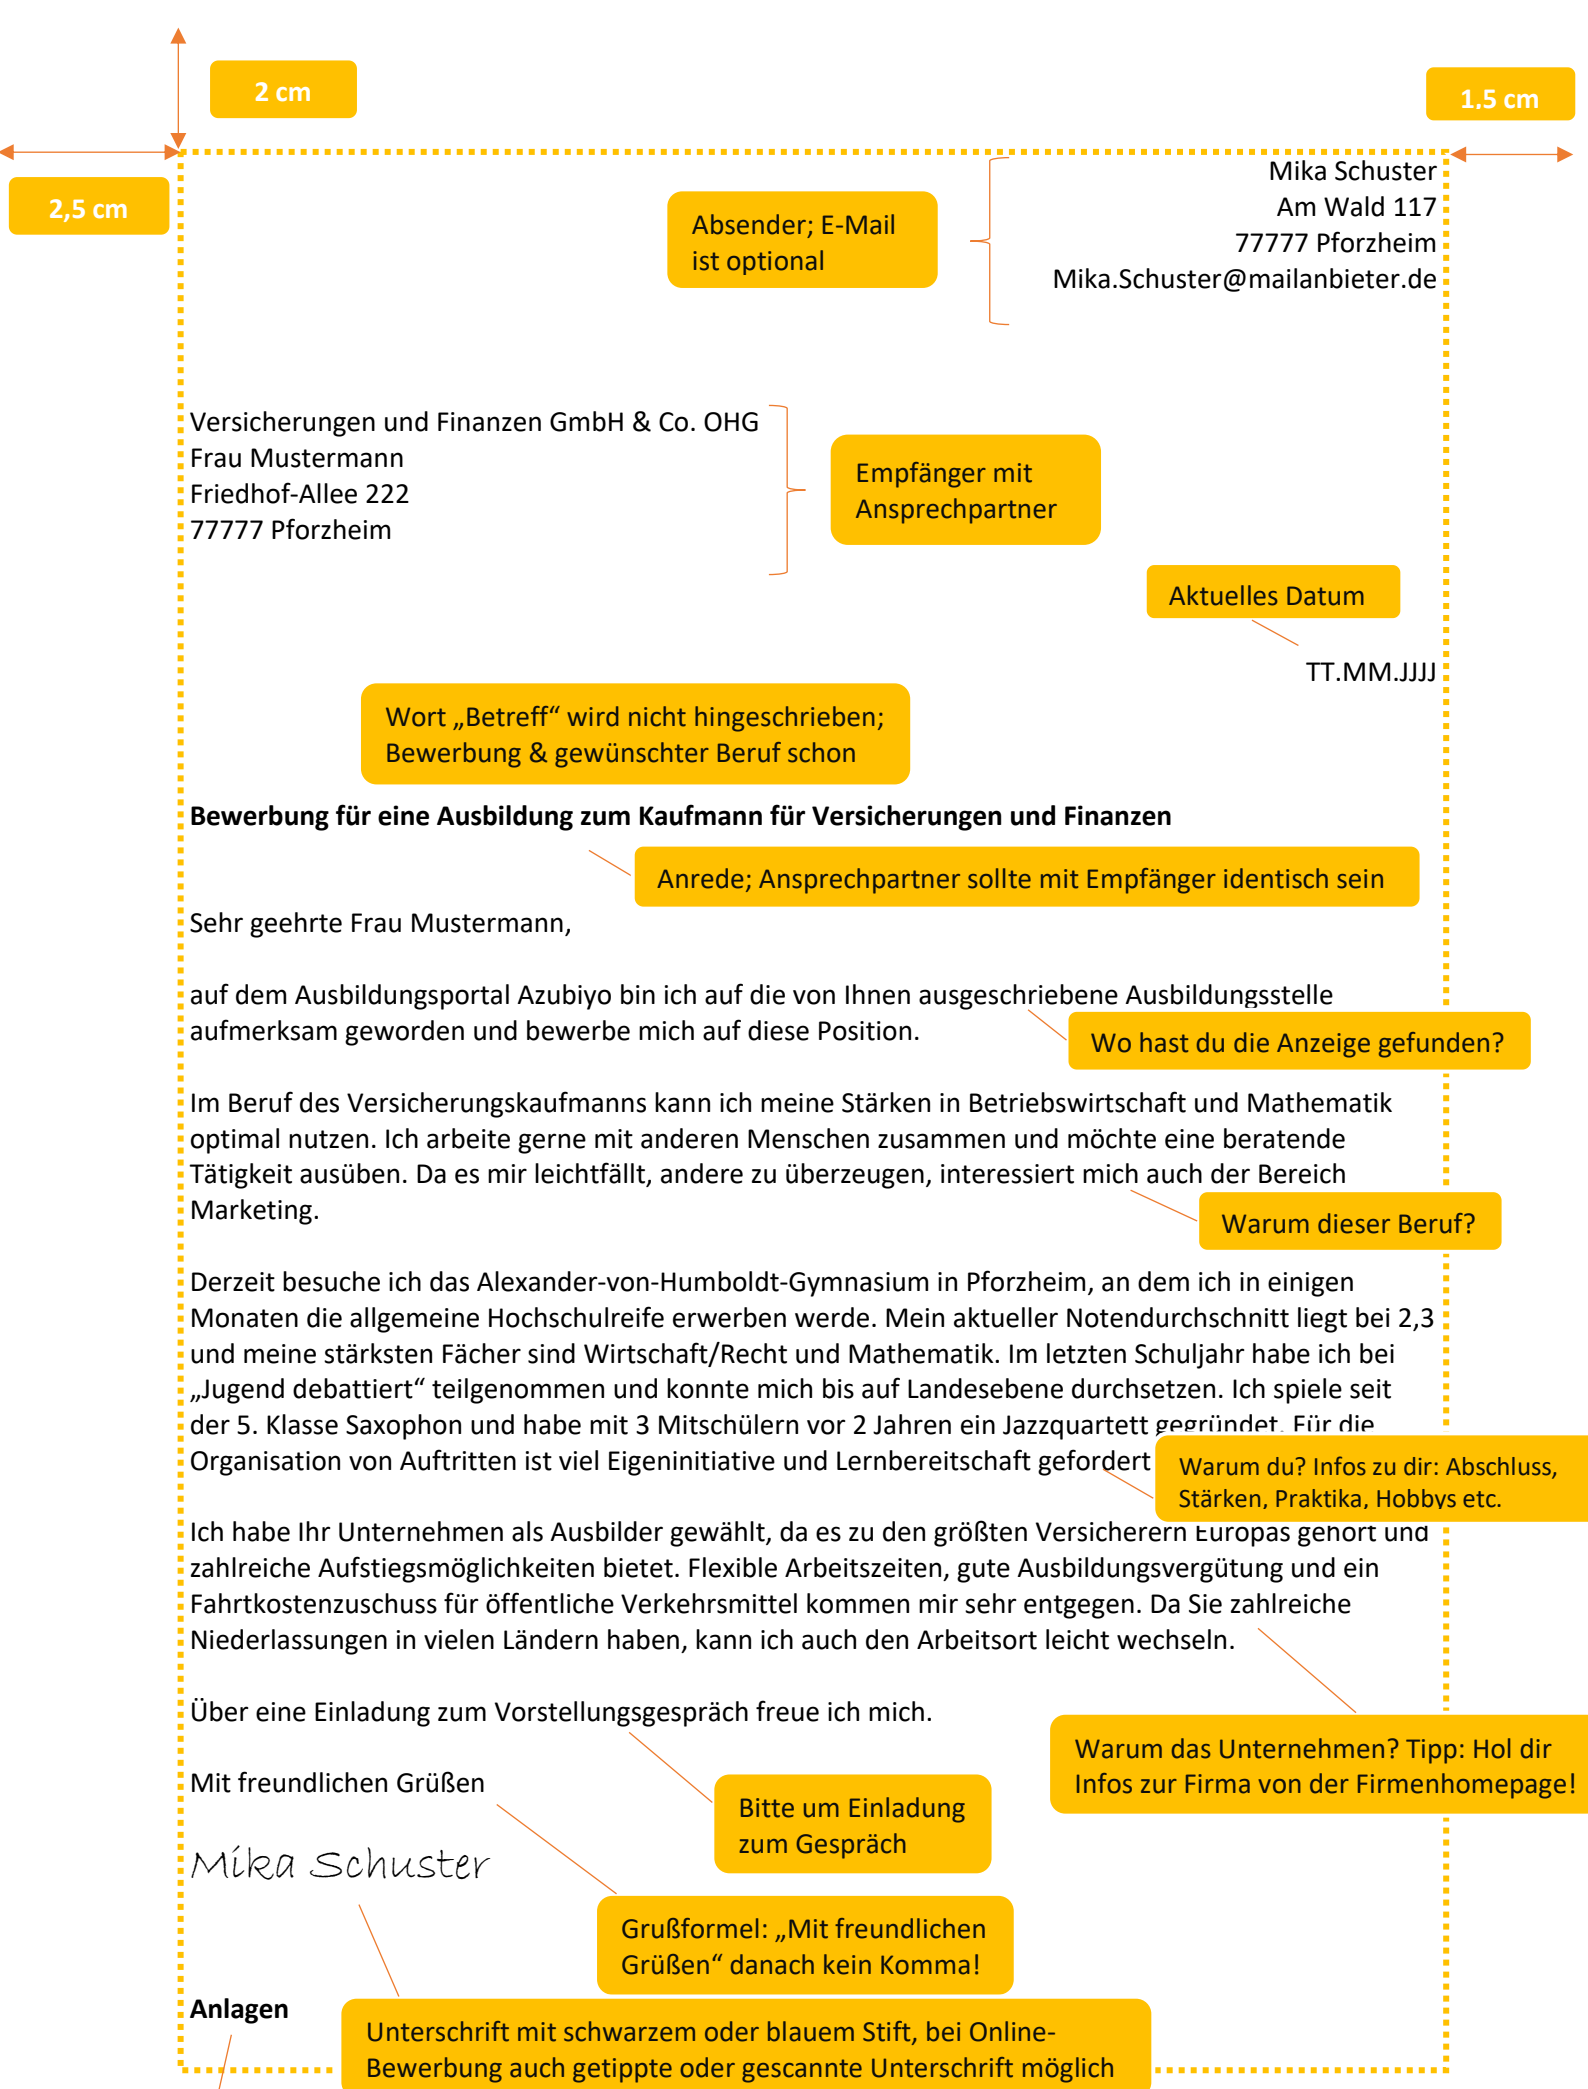 2 cm
1,5 cm
2,5 cm
Mika Schuster
Am Wald 117
77777 Pforzheim
Mika.Schuster@mailanbieter.de
Absender; E-Mail
ist optional
Versicherungen und Finanzen GmbH & Co. OHG
Frau Mustermann
Friedhof-Allee 222
77777 Pforzheim
Empfänger mit
Ansprechpartner
Aktuelles Datum
TT.MM.JJJJ
Wort „Betreff“ wird nicht hingeschrieben;
Bewerbung & gewünschter Beruf schon
Bewerbung für eine Ausbildung zum Kaufmann für Versicherungen und Finanzen
Anrede; Ansprechpartner sollte mit Empfänger identisch sein
Sehr geehrte Frau Mustermann,
auf dem Ausbildungsportal Azubiyo bin ich auf die von Ihnen ausgeschriebene Ausbildungsstelle
aufmerksam geworden und bewerbe mich auf diese Position.
Wo hast du die Anzeige gefunden?
Im Beruf des Versicherungskaufmanns kann ich meine Stärken in Betriebswirtschaft und Mathematik
optimal nutzen. Ich arbeite gerne mit anderen Menschen zusammen und möchte eine beratende
Tätigkeit ausüben. Da es mir leichtfällt, andere zu überzeugen, interessiert mich auch der Bereich
Marketing.
Warum dieser Beruf?
Derzeit besuche ich das Alexander-von-Humboldt-Gymnasium in Pforzheim, an dem ich in einigen
Monaten die allgemeine Hochschulreife erwerben werde. Mein aktueller Notendurchschnitt liegt bei 2,3
und meine stärksten Fächer sind Wirtschaft/Recht und Mathematik. Im letzten Schuljahr habe ich bei
„Jugend debattiert“ teilgenommen und konnte mich bis auf Landesebene durchsetzen. Ich spiele seit
der 5. Klasse Saxophon und habe mit 3 Mitschülern vor 2 Jahren ein Jazzquartett gegründet. Für die
Organisation von Auftritten ist viel Eigeninitiative und Lernbereitschaft gefordert
Warum du? Infos zu dir: Abschluss,
Stärken, Praktika, Hobbys etc.
Ich habe Ihr Unternehmen als Ausbilder gewählt, da es zu den größten Versicherern Europas gehört und
zahlreiche Aufstiegsmöglichkeiten bietet. Flexible Arbeitszeiten, gute Ausbildungsvergütung und ein
Fahrtkostenzuschuss für öffentliche Verkehrsmittel kommen mir sehr entgegen. Da Sie zahlreiche
Niederlassungen in vielen Ländern haben, kann ich auch den Arbeitsort leicht wechseln.
Über eine Einladung zum Vorstellungsgespräch freue ich mich.
Warum das Unternehmen? Tipp: Hol dir
Infos zur Firma von der Firmenhomepage!
Mit freundlichen Grüßen
Bitte um Einladung
zum Gespräch
Mika Schuster
Grußformel: „Mit freundlichen
Grüßen“ danach kein Komma!
Anlagen
Unterschrift mit schwarzem oder blauem Stift, bei Online-
Bewerbung auch getippte oder gescannte Unterschrift möglich